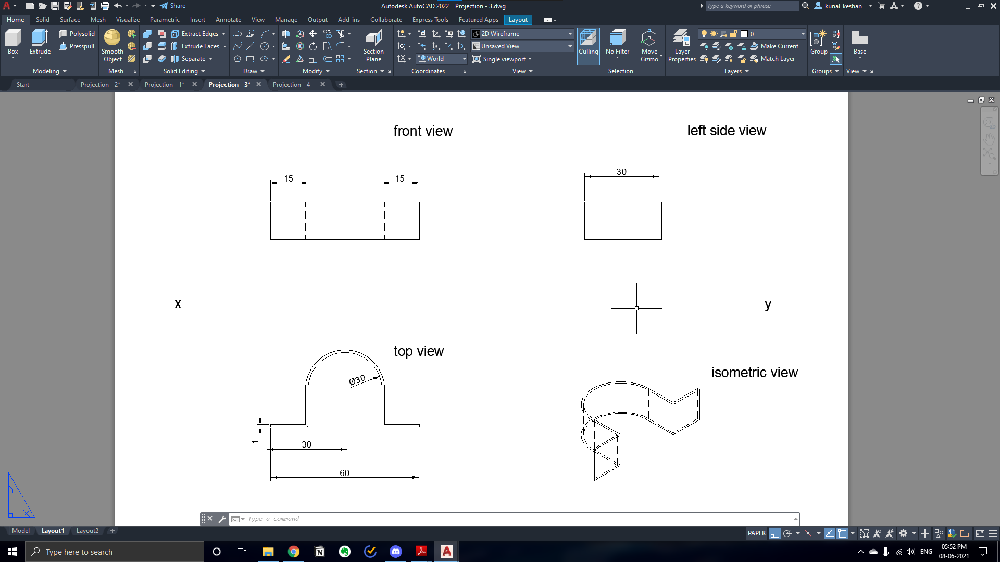 Share
Autodesk AutoCAD 2022 Projection - 3.dwg
Type a keyword or phrase
kunal_keshan
Home Solid Surface Mesh Visualize Parametric Insert Annotate View Manage Output Add-ins Collaborate Express Tools Featured Apps Layout
Box
Extrude
Polysolid
Presspull
Modeling
Smooth Object
Mesh
Extract Edges
Extrude Faces
Separate
Solid Editing
Draw
Modify
Section Plane
Section
World
Coordinates
2D Wireframe
Unsaved View
Single viewport
View
Culling
No Filter
Move Gizmo
Selection
Layer Properties
0
Make Current
Match Layer
Layers
Group
Groups
Base
View
Start Projection - 2* Projection - 1* Projection - 3* Projection - 4
front view
left side view
15
15
30
x
y
top view
isometric view
Ø30
1
30
60
Y
X
Type a command
Model Layout1 Layout2
PAPER
Type here to search
ENG
05:52 PM
08-06-2021